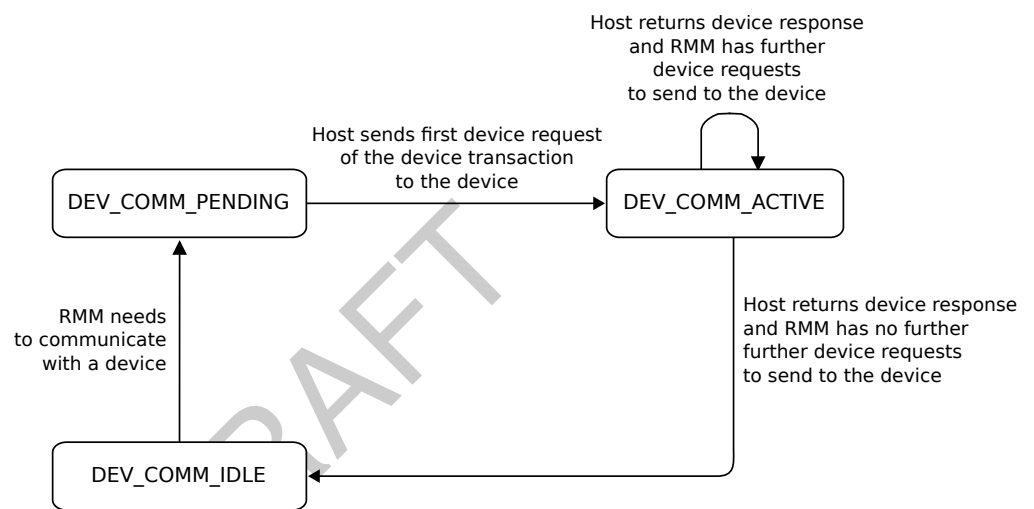 Host returns device response
and RMM has further
device requests
to send to the device
Host sends first device request
of the device transaction
to the device
DEV_COMM_PENDING
DEV_COMM_ACTIVE
RMM needs
to communicate
with a device
Host returns device response
and RMM has no further
further device requests
to send to the device
DEV_COMM_IDLE
RAFT